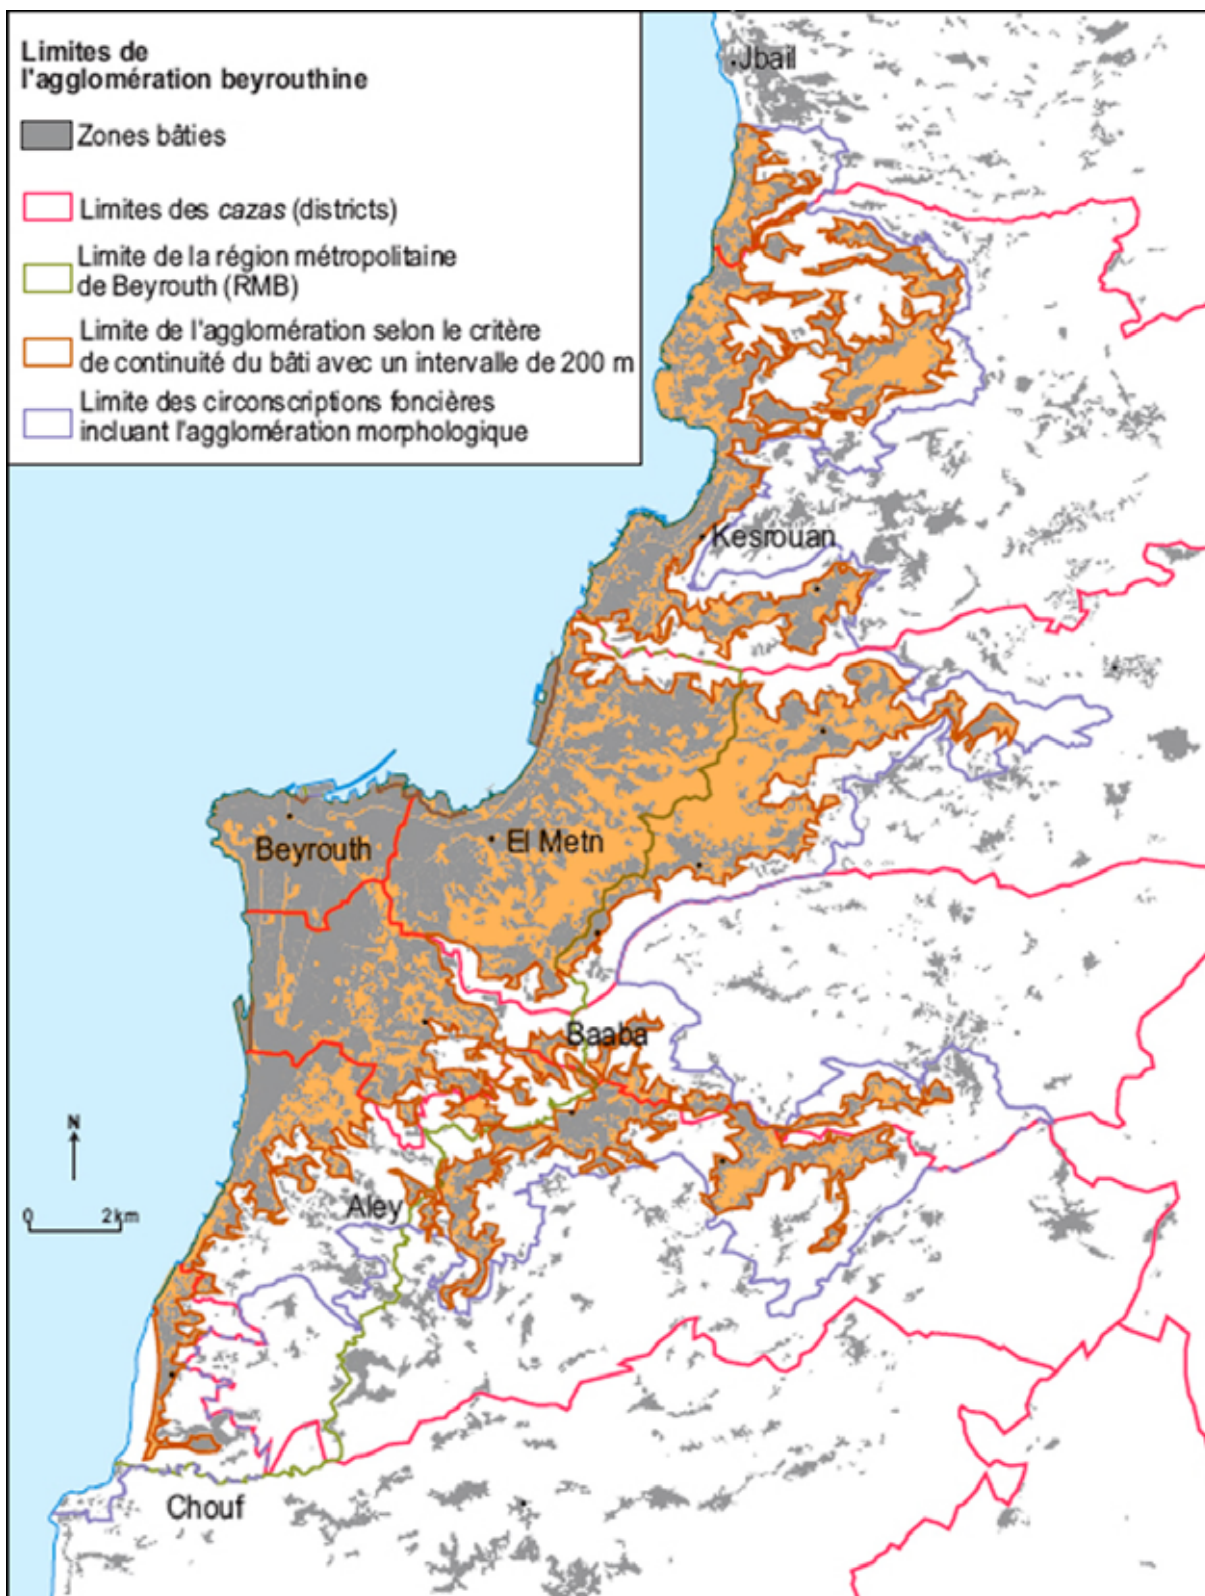 Limites de
l'agglomération beyrouthine
Zones bâties
Limites des cazas (districts)
Limite de la région métropolitaine
de Beyrouth (RMB)
Limite de l'agglomération selon le critère
de continuité du bâti avec un intervalle de 200 m
Limite des circonscriptions foncières
incluant l'agglomération morphologique
Jbail
Kesrouan
Beyrouth
El Metn
Baaba
N
0 2km
Aley
Chouf